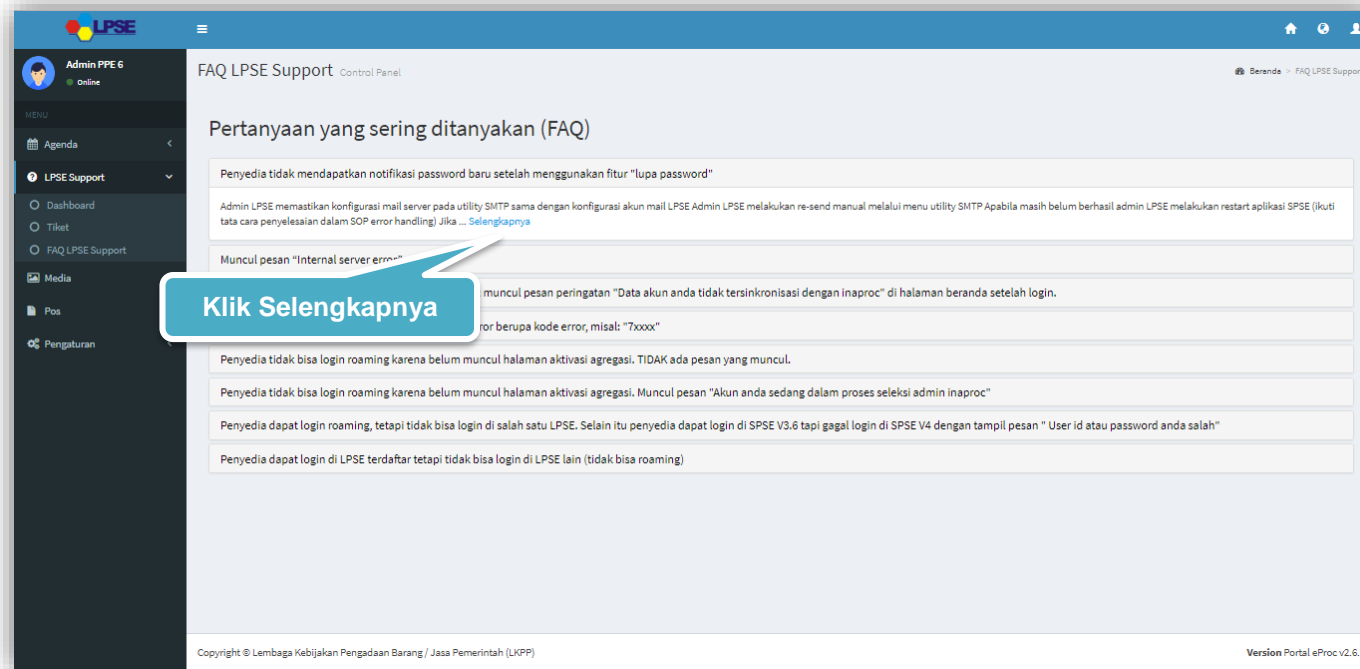 LPSE
Admin PPE 6
Online
FAQ LPSE Support Control Panel
Beranda > FAQ LPSE Suppor
MENU
Agenda
LPSE Support
Dashboard
Tiket
FAQ LPSE Support
Media
Pos
Pengaturan
Pertanyaan yang sering ditanyakan (FAQ)
Penyedia tidak mendapatkan notifikasi password baru setelah menggunakan fitur "lupa password"
Admin LPSE memastikan konfigurasi mail server pada utility SMTP sama dengan konfigurasi akun mail LPSE Admin LPSE melakukan re-send manual melalui menu utility SMTP Apabila masih belum berhasil admin LPSE melakukan restart aplikasi SPSE (ikuti
tata cara penyelesaian dalam SOP error handling) Jika ... Selengkapnya
Muncul pesan “Internal server error”
Klik Selengkapnya
muncul pesan peringatan "Data akun anda tidak tersinkronisasi dengan inaproc" di halaman beranda setelah login.
ror berupa kode error, misal: "7xxxx"
Penyedia tidak bisa login roaming karena belum muncul halaman aktivasi agregasi. TIDAK ada pesan yang muncul.
Penyedia tidak bisa login roaming karena belum muncul halaman aktivasi agregasi. Muncul pesan "Akun anda sedang dalam proses seleksi admin inaproc"
Penyedia dapat login roaming, tetapi tidak bisa login di salah satu LPSE. Selain itu penyedia dapat login di SPSE V3.6 tapi gagal login di SPSE V4 dengan tampil pesan " User id atau password anda salah"
Penyedia dapat login di LPSE terdaftar tetapi tidak bisa login di LPSE lain (tidak bisa roaming)
Copyright © Lembaga Kebijakan Pengadaan Barang / Jasa Pemerintah (LKPP)
Version Portal eProc v2.6.